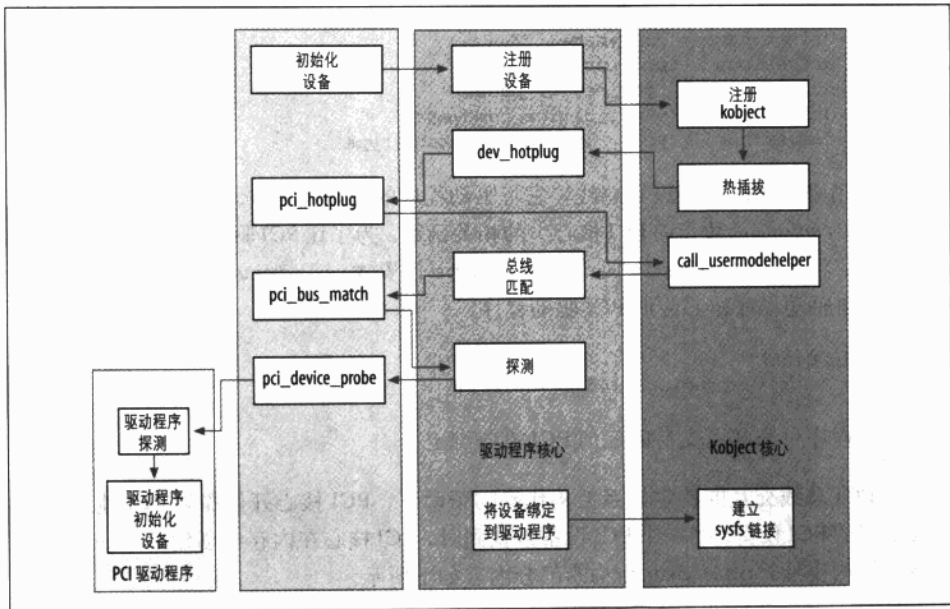 初始化
设备
注册
设备
注册
kobject
dev_hotplug
热插拔
pci_hotplug
call_usermodehelper
总线
匹配
pci_bus_match
探测
pci_device_probe
驱动程序
探测
驱动程序
初始化
设备
PCI 驱动程序
驱动程序核心
Kobject 核心
将设备绑定
到驱动程序
建立
sysfs 链接